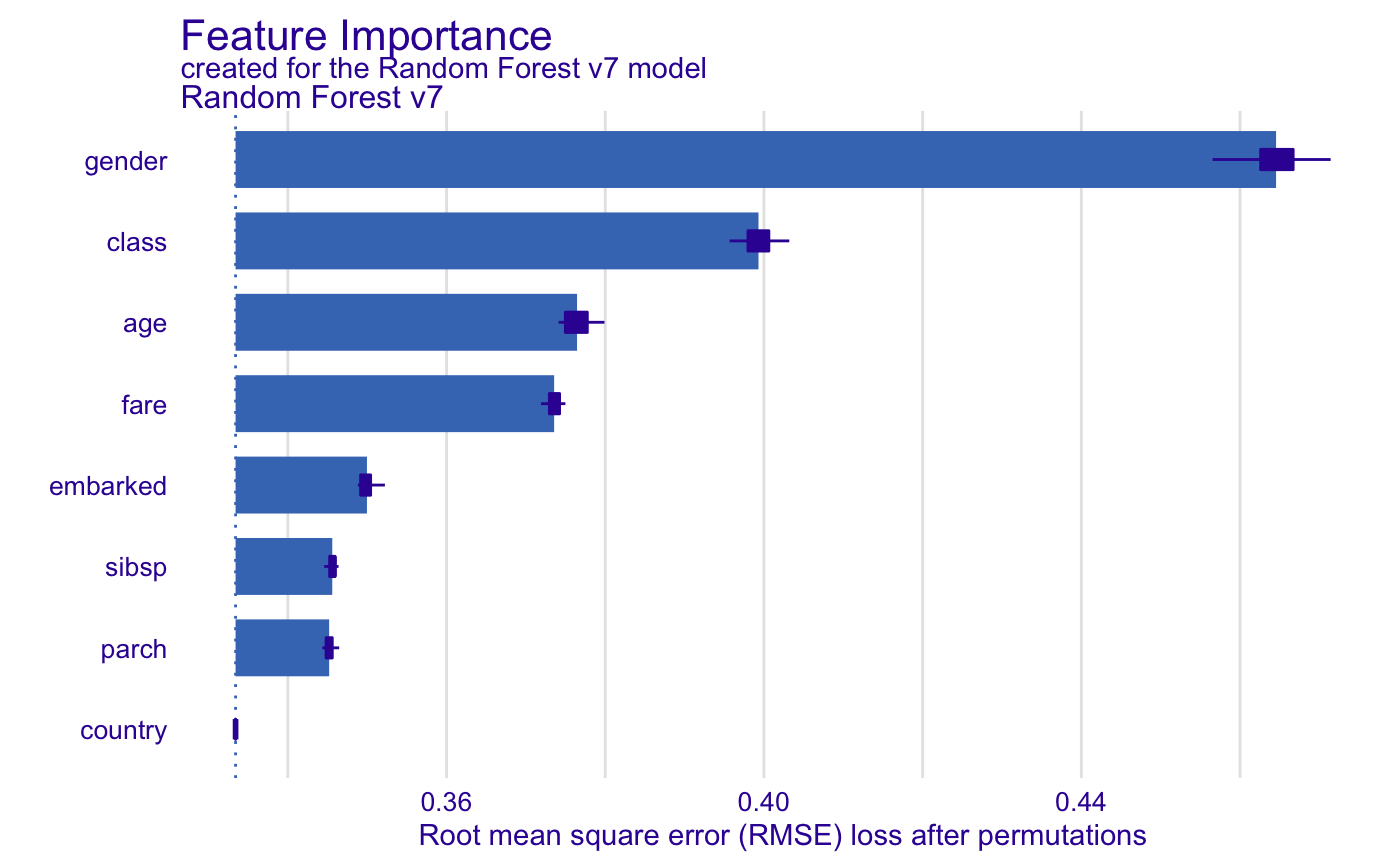 Feature Importance
created for the Random Forest v7 model
Random Forest v7
gender
class
age
fare
embarked
sibsp
parch
country
0.36 0.40 0.44
Root mean square error (RMSE) loss after permutations